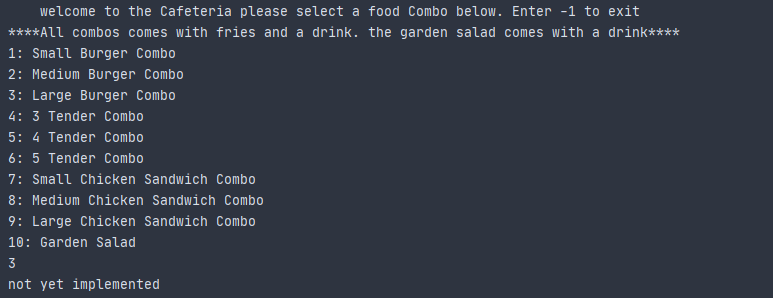 welcome to the Cafeteria please select a food Combo below. Enter -1 to exit
****All combos comes with fries and a drink. the garden salad comes with a drink****
1: Small Burger Combo
2: Medium Burger Combo
3: Large Burger Combo
4: 3 Tender Combo
5: 4 Tender Combo
6: 5 Tender Combo
7: Small Chicken Sandwich Combo
8: Medium Chicken Sandwich Combo
9: Large Chicken Sandwich Combo
10: Garden Salad
3
not yet implemented